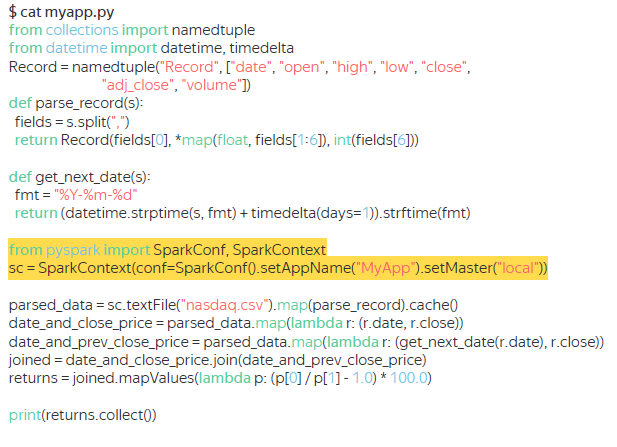 $ cat myapp.py
from collections import namedtuple
from datetime import datetime, timedelta
Record = namedtuple("Record", ["date", "open", "high", "low", "close",
"adj_close", "volume"])
def parse_record(s):
fields = s.split(",")
return Record(fields[0], *map(float, fields[1:6]), int(fields[6]))
def get_next_date(s):
fmt = "%Y-%m-%d"
return (datetime.strptime(s, fmt) + timedelta(days=1)).strftime(fmt)
from pyspark import SparkConf, SparkContext
sc = SparkContext(conf=SparkConf().setAppName("MyApp").setMaster("local"))
parsed_data = sc.textFile("nasdaq.csv").map(parse_record).cache()
date_and_close_price = parsed_data.map(lambda r: (r.date, r.close))
date_and_prev_close_price = parsed_data.map(lambda r: (get_next_date(r.date), r.close))
joined = date_and_close_price.join(date_and_prev_close_price)
returns = joined.mapValues(lambda p: (p[0] / p[1] - 1.0) * 100.0)
print(returns.collect())